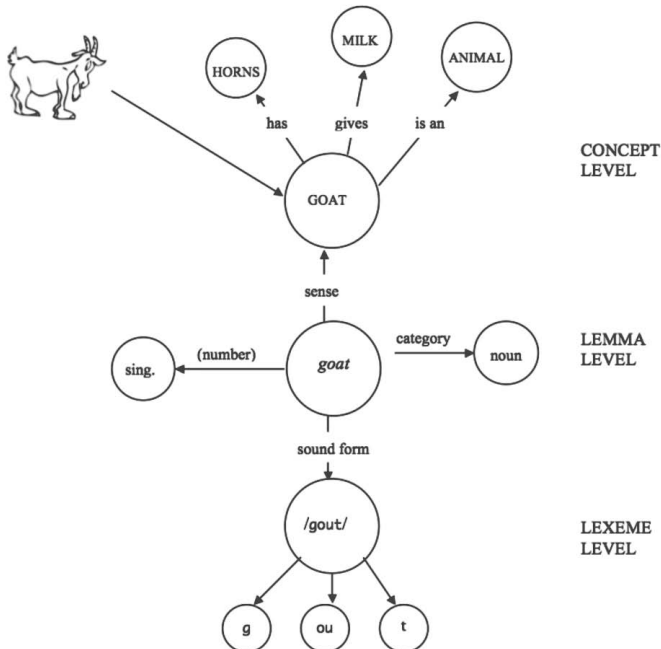 MILK
HORNS
ANIMAL
has
gives
is an
CONCEPT
LEVEL
GOAT
sense
(number)
category
sing.
goat
noun
LEMMA
LEVEL
sound form
/gout/
LEXEME
LEVEL
g
ou
t